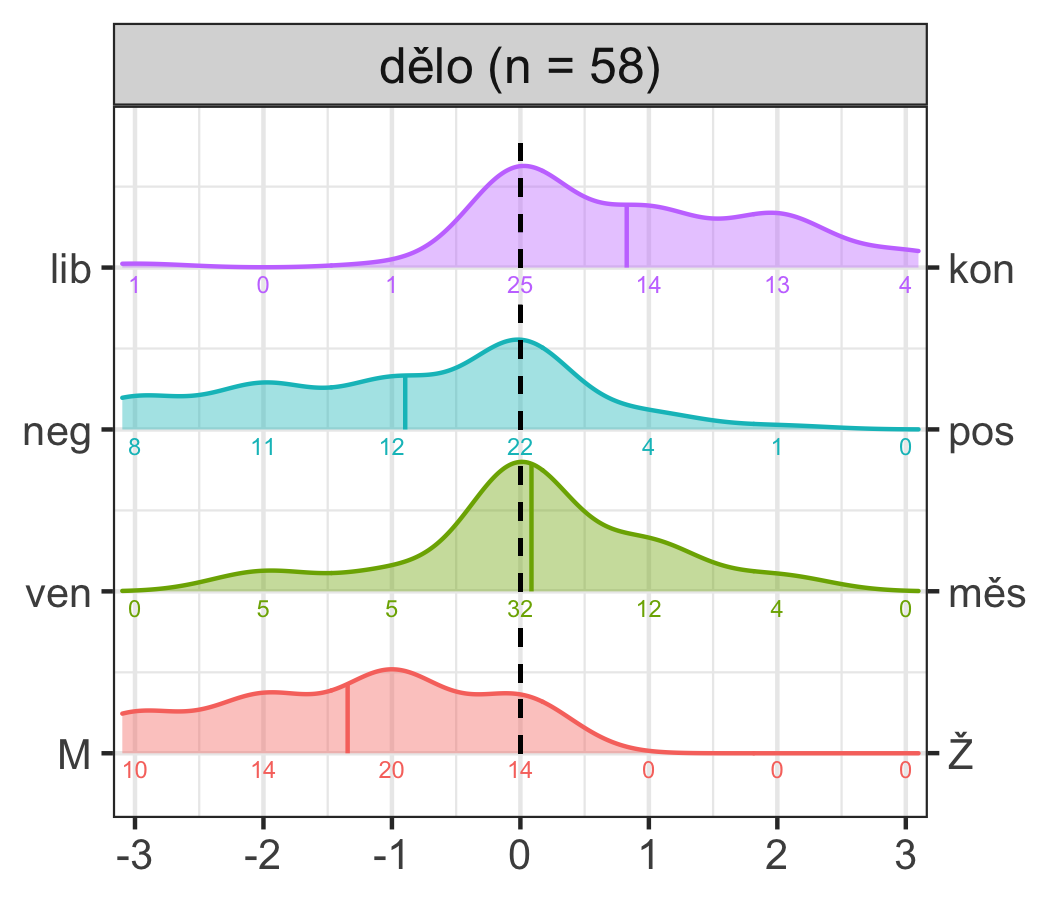 dělo (n = 58)
lib kon
1 0 1 25 14 13 4
neg pos
8 11 12 22 4 1 0
ven měs
0 5 5 32 12 4 0
M Ž
10 14 20 14 0 0 0
-3 -2 -1 0 1 2 3